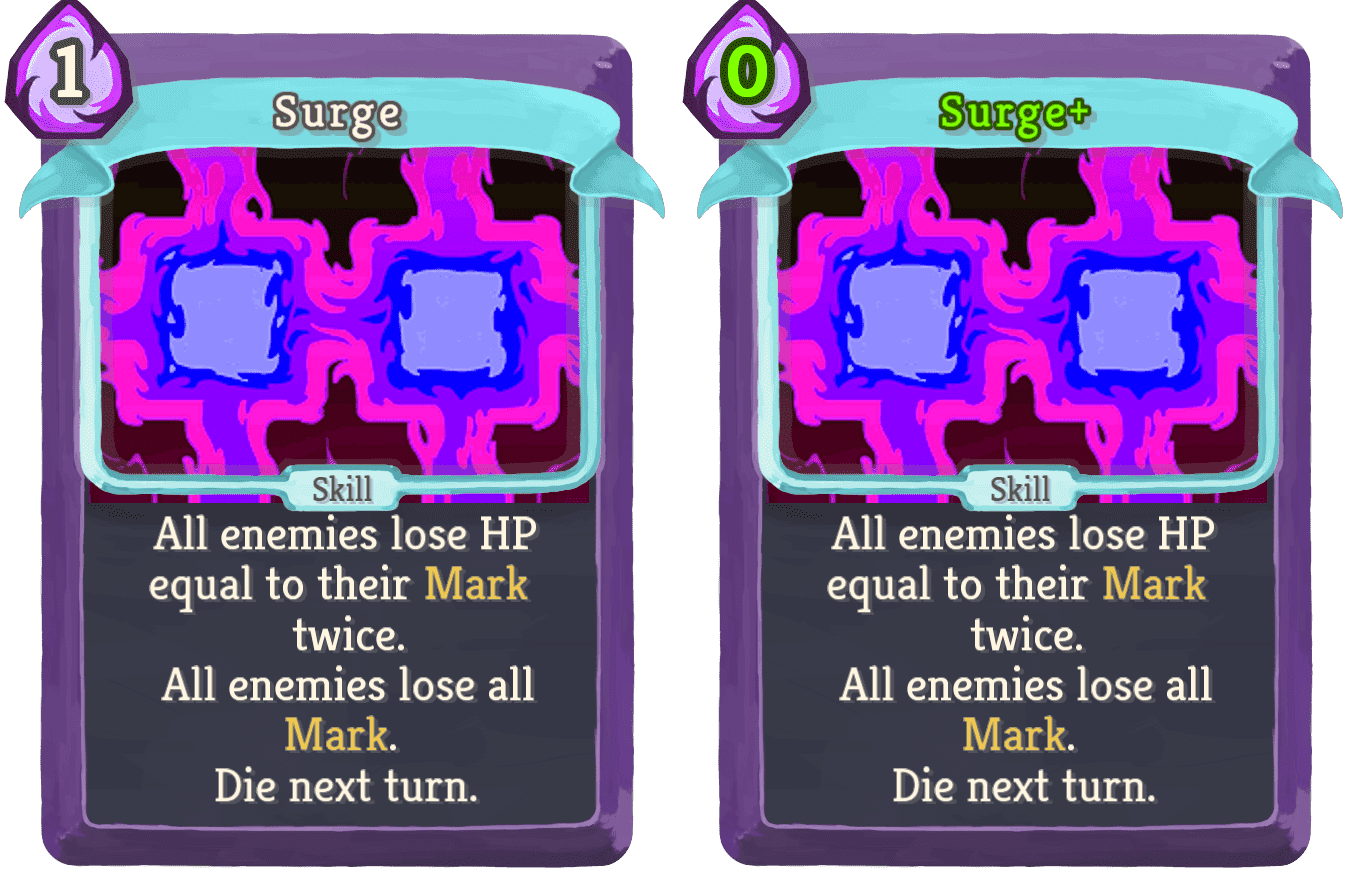 1
Surge
Skill
All enemies lose HP
equal to their Mark
twice.
All enemies lose all
Mark.
Die next turn.
0
Surge+
Skill
All enemies lose HP
equal to their Mark
twice.
All enemies lose all
Mark.
Die next turn.